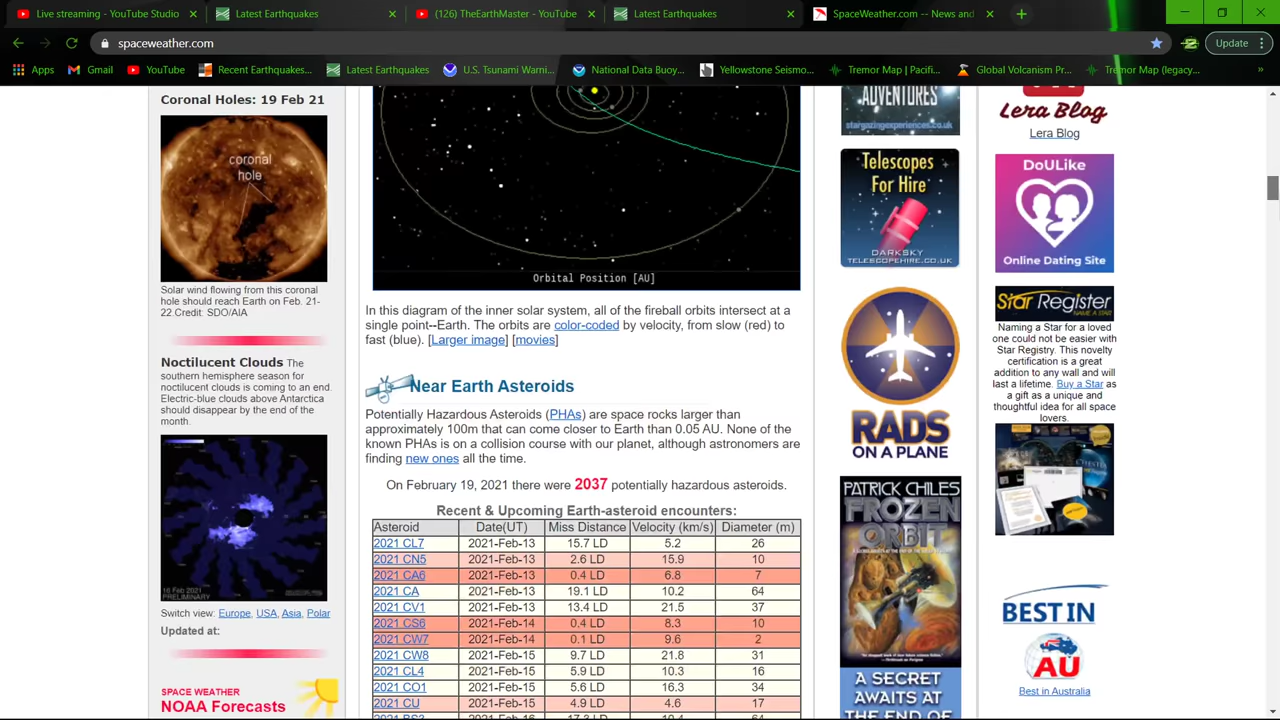 Live streaming - YouTube Studio
Latest Earthquakes
(126) TheEarthMaster - YouTube
Latest Earthquakes
SpaceWeather.com -- News and
spaceweather.com
Update
Apps
Gmail
YouTube
Recent Earthquakes...
Latest Earthquakes
U.S. Tsunami Warni...
National Data Buoy...
Yellowstone Seismo...
Tremor Map | Pacifi...
Global Volcanism Pr...
Tremor Map (legacy...
»
Coronal Holes: 19 Feb 21
coronal
hole
Solar wind flowing from this coronal
hole should reach Earth on Feb. 21-
22.Credit: SDO/AIA
Noctilucent Clouds The
southern hemisphere season for
noctilucent clouds is coming to an end.
Electric-blue clouds above Antarctica
should disappear by the end of the
month.
16 Feb 2021
PRELIMINARY
Switch view: Europe, USA, Asia, Polar
Updated at:
SPACE WEATHER
NOAA Forecasts
Orbital Position [AU]
In this diagram of the inner solar system, all of the fireball orbits intersect at a
single point--Earth. The orbits are color-coded by velocity, from slow (red) to
fast (blue). [Larger image] [movies]
Near Earth Asteroids
Potentially Hazardous Asteroids (PHAs) are space rocks larger than
approximately 100m that can come closer to Earth than 0.05 AU. None of the
known PHAs is on a collision course with our planet, although astronomers are
finding new ones all the time.
On February 19, 2021 there were 2037 potentially hazardous asteroids.
Recent & Upcoming Earth-asteroid encounters:
Asteroid Date(UT) Miss Distance Velocity (km/s) Diameter (m)
2021 CL7 2021-Feb-13 15.7 LD 5.2 26
2021 CN5 2021-Feb-13 2.6 LD 15.9 10
2021 CA6 2021-Feb-13 0.4 LD 6.8 7
2021 CA 2021-Feb-13 19.1 LD 10.2 64
2021 CV1 2021-Feb-13 13.4 LD 21.5 37
2021 CS6 2021-Feb-14 0.4 LD 8.3 10
2021 CW7 2021-Feb-14 0.1 LD 9.6 2
2021 CW8 2021-Feb-15 9.7 LD 21.8 31
2021 CL4 2021-Feb-15 5.9 LD 10.3 16
2021 CO1 2021-Feb-15 5.6 LD 16.3 34
2021 CU 2021-Feb-15 4.9 LD 4.6 17
ADVENTURES
stargazingexperiences.co.uk
Telescopes
For Hire
DARKSKY
TELESCOPEHIRE.CO.UK
RADS
ON A PLANE
PATRICK CHILES
FROZEN
ORBIT
A SECRET
AWAITS AT
THE END OF
Lera Blog
Lera Blog
DoULike
Online Dating Site
Star Register
NAME A STAR
Naming a Star for a loved
one could not be easier with
Star Registry. This novelty
certification is a great
addition to any wall and will
last a lifetime. Buy a Star as
a gift as a unique and
thoughtful idea for all space
lovers.
BEST IN
AU
Best in Australia